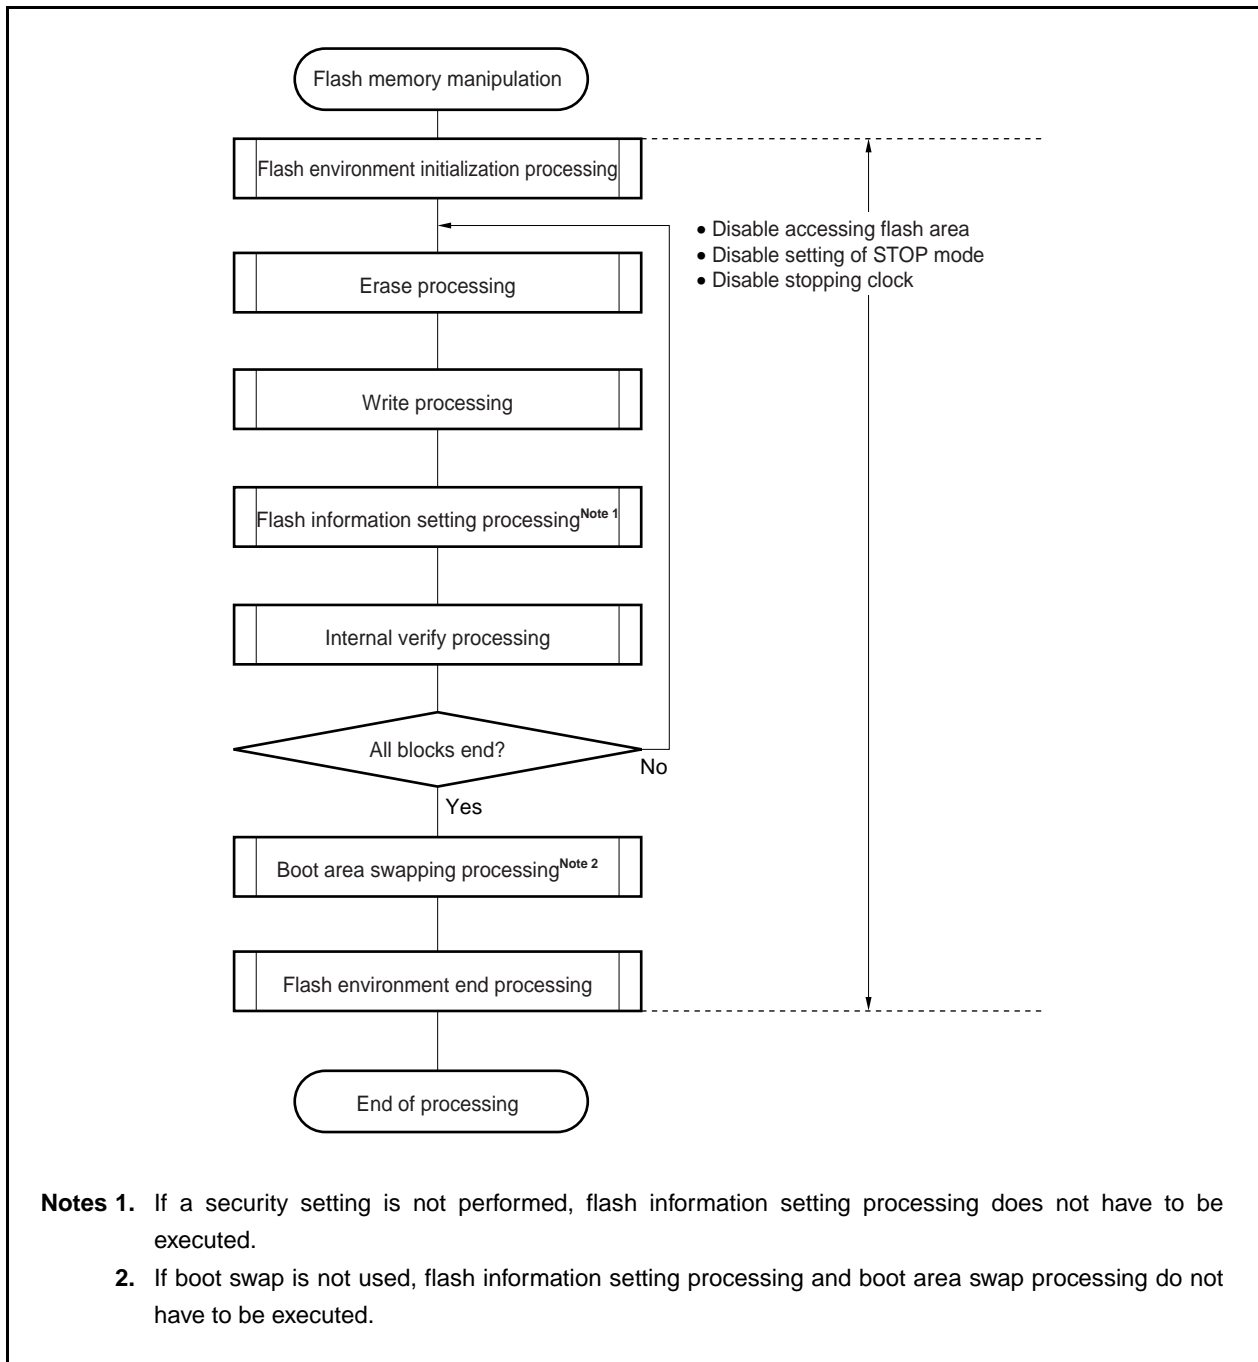 Flash memory manipulation
Flash environment initialization processing
• Disable accessing flash area
• Disable setting of STOP mode
• Disable stopping clock
Erase processing
Write processing
Flash information setting processingNote 1
Internal verify processing
All blocks end?
No
Yes
Boot area swapping processingNote 2
Flash environment end processing
End of processing
Notes 1. If a security setting is not performed, flash information setting processing does not have to be
executed.
2. If boot swap is not used, flash information setting processing and boot area swap processing do not
have to be executed.